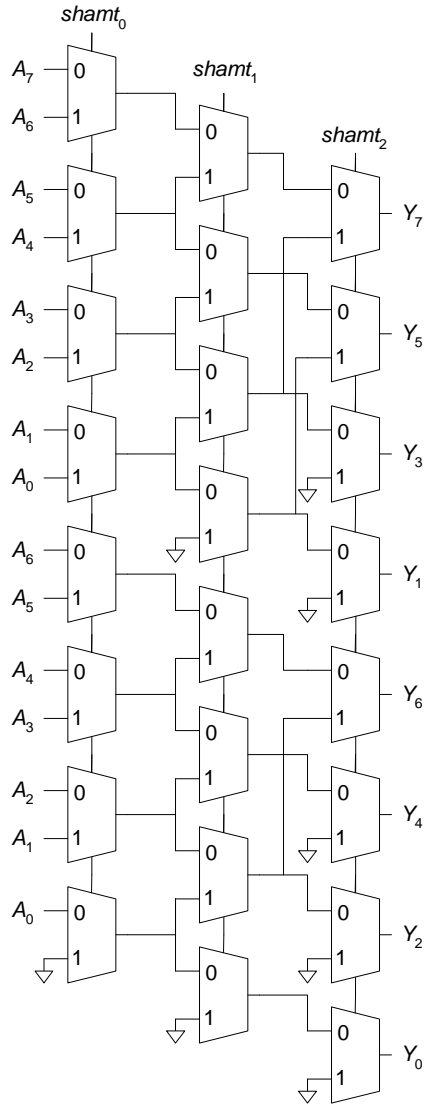 shamt₀
A₇ 0
A₆ 1
shamt₁
0
1
A₅ 0
A₄ 1
shamt₂
0
1
Y₇
0
1
A₃ 0
A₂ 1
0
1
Y₅
0
1
A₁ 0
A₀ 1
0
1
Y₃
0
1
A₆ 0
A₅ 1
0
1
Y₁
0
1
A₄ 0
A₃ 1
0
1
Y₆
0
1
A₂ 0
A₁ 1
0
1
Y₄
0
1
A₀ 0
1
0
1
Y₂
0
1
0
1
Y₀